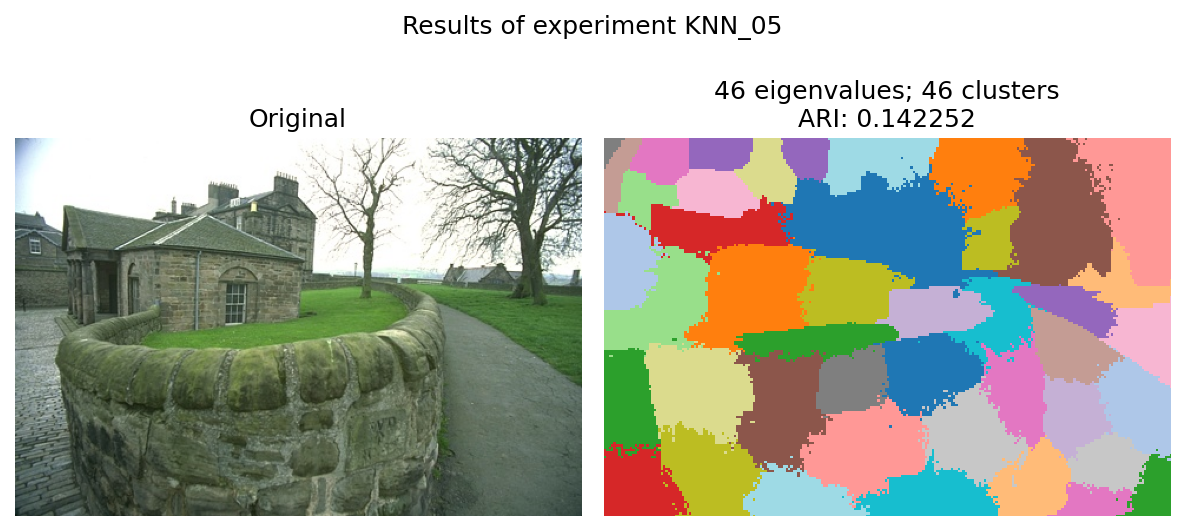 Results of experiment KNN_05
Original
46 eigenvalues; 46 clusters
ARI: 0.142252